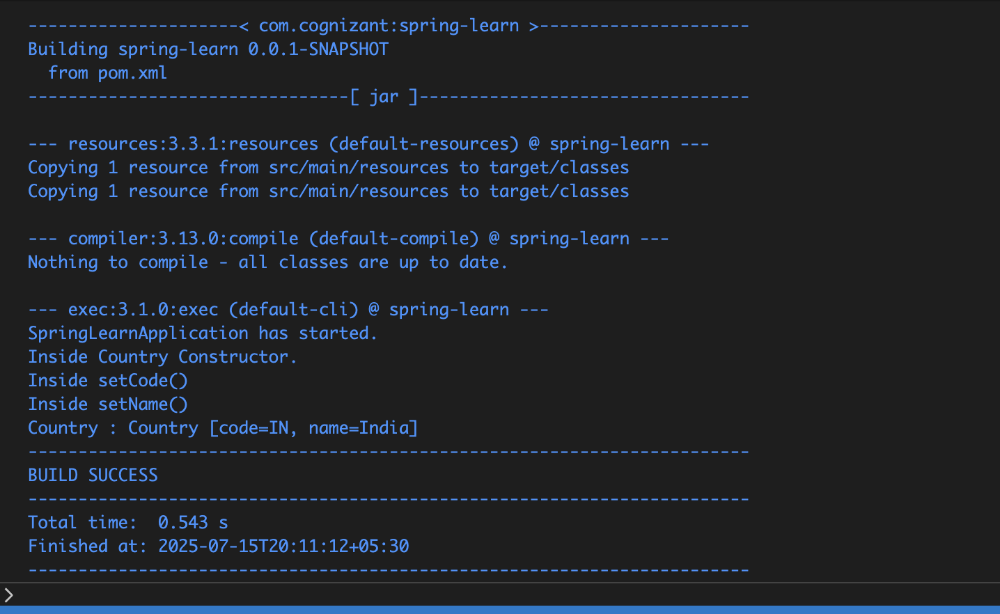 ---------------------< com.cognizant:spring-learn >---------------------
Building spring-learn 0.0.1-SNAPSHOT
  from pom.xml
--------------------------------[ jar ]---------------------------------

--- resources:3.3.1:resources (default-resources) @ spring-learn ---
Copying 1 resource from src/main/resources to target/classes
Copying 1 resource from src/main/resources to target/classes

--- compiler:3.13.0:compile (default-compile) @ spring-learn ---
Nothing to compile - all classes are up to date.

--- exec:3.1.0:exec (default-cli) @ spring-learn ---
SpringLearnApplication has started.
Inside Country Constructor.
Inside setCode()
Inside setName()
Country : Country [code=IN, name=India]
------------------------------------------------------------------------
BUILD SUCCESS
------------------------------------------------------------------------
Total time:  0.543 s
Finished at: 2025-07-15T20:11:12+05:30
------------------------------------------------------------------------